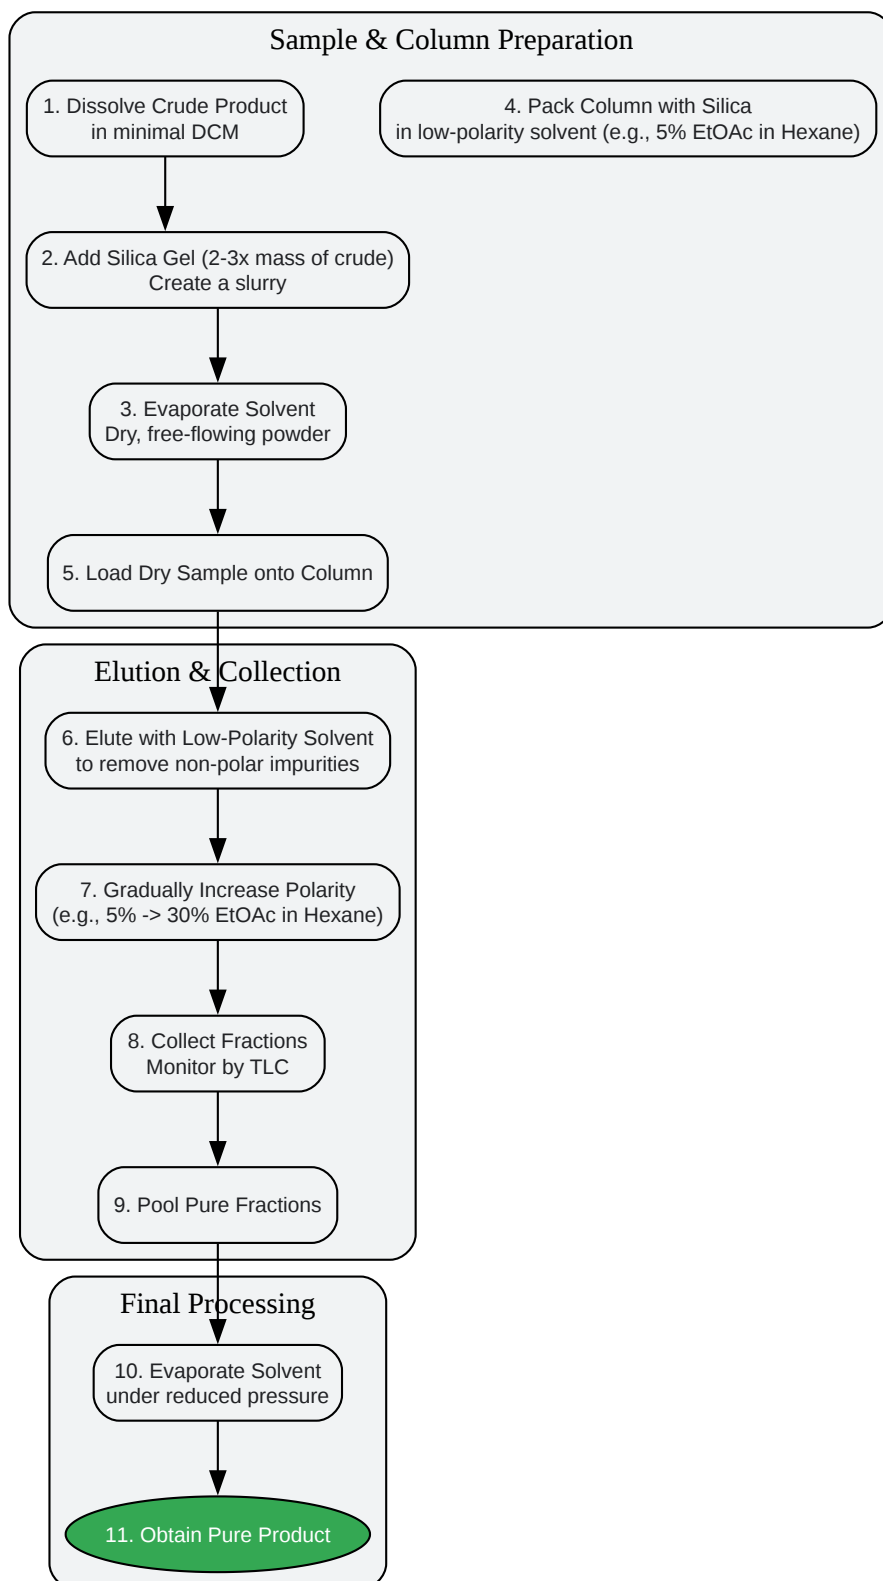 Sample & Column Preparation
1. Dissolve Crude Product
in minimal DCM
4. Pack Column with Silica
in low-polarity solvent (e.g., 5% EtOAc in Hexane)
2. Add Silica Gel (2-3x mass of crude)
Create a slurry
3. Evaporate Solvent
Dry, free-flowing powder
5. Load Dry Sample onto Column
Elution & Collection
6. Elute with Low-Polarity Solvent
to remove non-polar impurities
7. Gradually Increase Polarity
(e.g., 5% -> 30% EtOAc in Hexane)
8. Collect Fractions
Monitor by TLC
9. Pool Pure Fractions
Final Processing
10. Evaporate Solvent
under reduced pressure
11. Obtain Pure Product